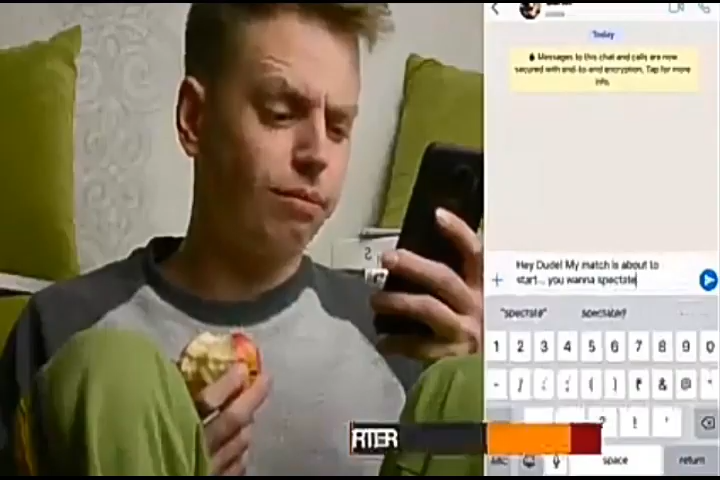 Today
Messages to this chat and calls are now
secured with end-to-end encryption. Tap for more
info.
Hey Dude! My match is about to
start... you wanna spectate
"spectate"
1 2 3 4 5 6 7 8 9 0
- / : ; ( ) ₹ & @ "
? ! '
ABC
space
return
RTER